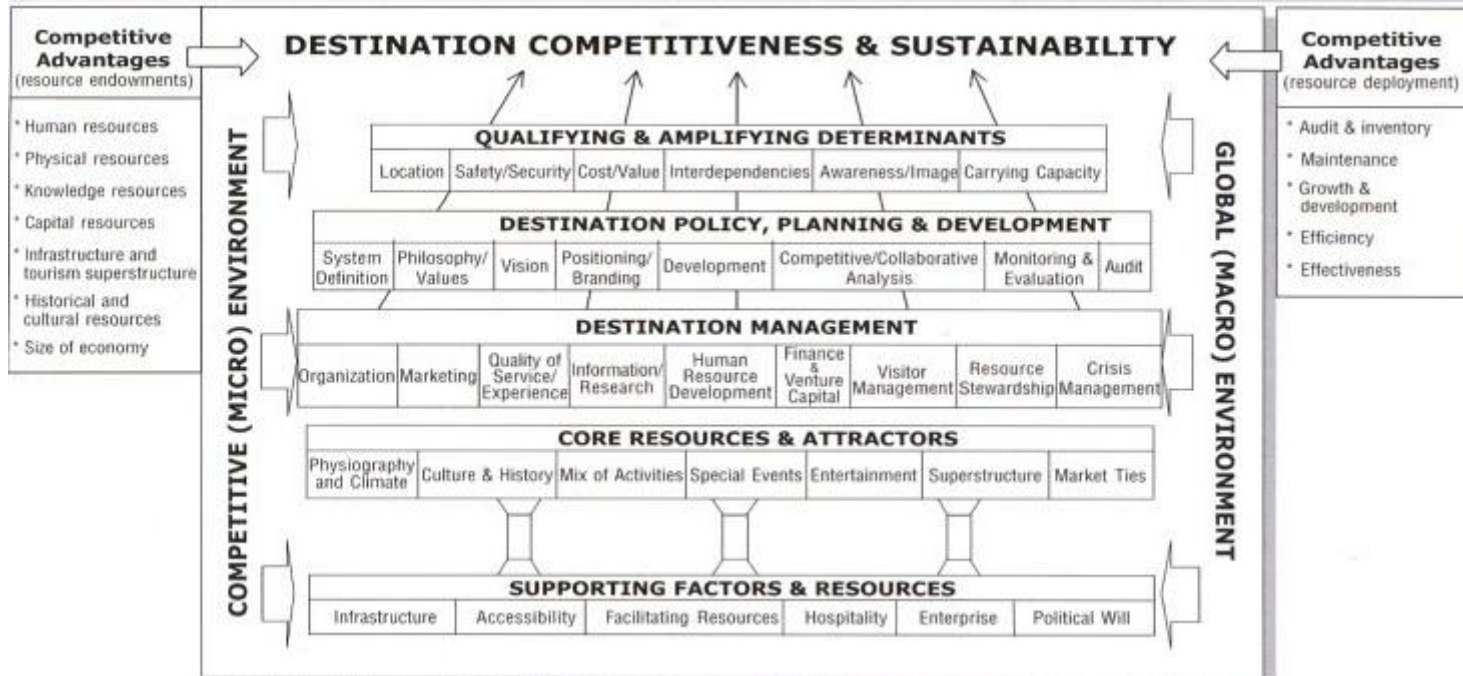 Competitive
Advantages
(resource endowments)
* Human resources
* Physical resources
* Knowledge resources
* Capital resources
* Infrastructure and
tourism superstructure
* Historical and
cultural resources
* Size of economy
COMPETITIVE (MICRO) ENVIRONMENT
DESTINATION COMPETITIVENESS & SUSTAINABILITY
QUALIFYING & AMPLIFYING DETERMINANTS
Location Safety/Security Cost/Value Interdependencies Awareness/Image Carrying Capacity
DESTINATION POLICY, PLANNING & DEVELOPMENT
System
Definition
Philosophy/
Values
Vision
Positioning/
Branding
Development
Competitive/Collaborative
Analysis
Monitoring &
Evaluation
Audit
DESTINATION MANAGEMENT
Organization
Marketing
Quality of
Service/
Experience
Information/
Research
Human
Resource
Development
Finance
&
Venture
Capital
Visitor
Management
Resource
Stewardship
Crisis
Management
CORE RESOURCES & ATTRACTORS
Physiography
and Climate
Culture & History
Mix of Activities
Special Events
Entertainment
Superstructure
Market Ties
SUPPORTING FACTORS & RESOURCES
Infrastructure Accessibility Facilitating Resources Hospitality Enterprise Political Will
GLOBAL (MACRO) ENVIRONMENT
Competitive
Advantages
(resource deployment)
* Audit & inventory
* Maintenance
* Growth &
development
* Efficiency
* Effectiveness